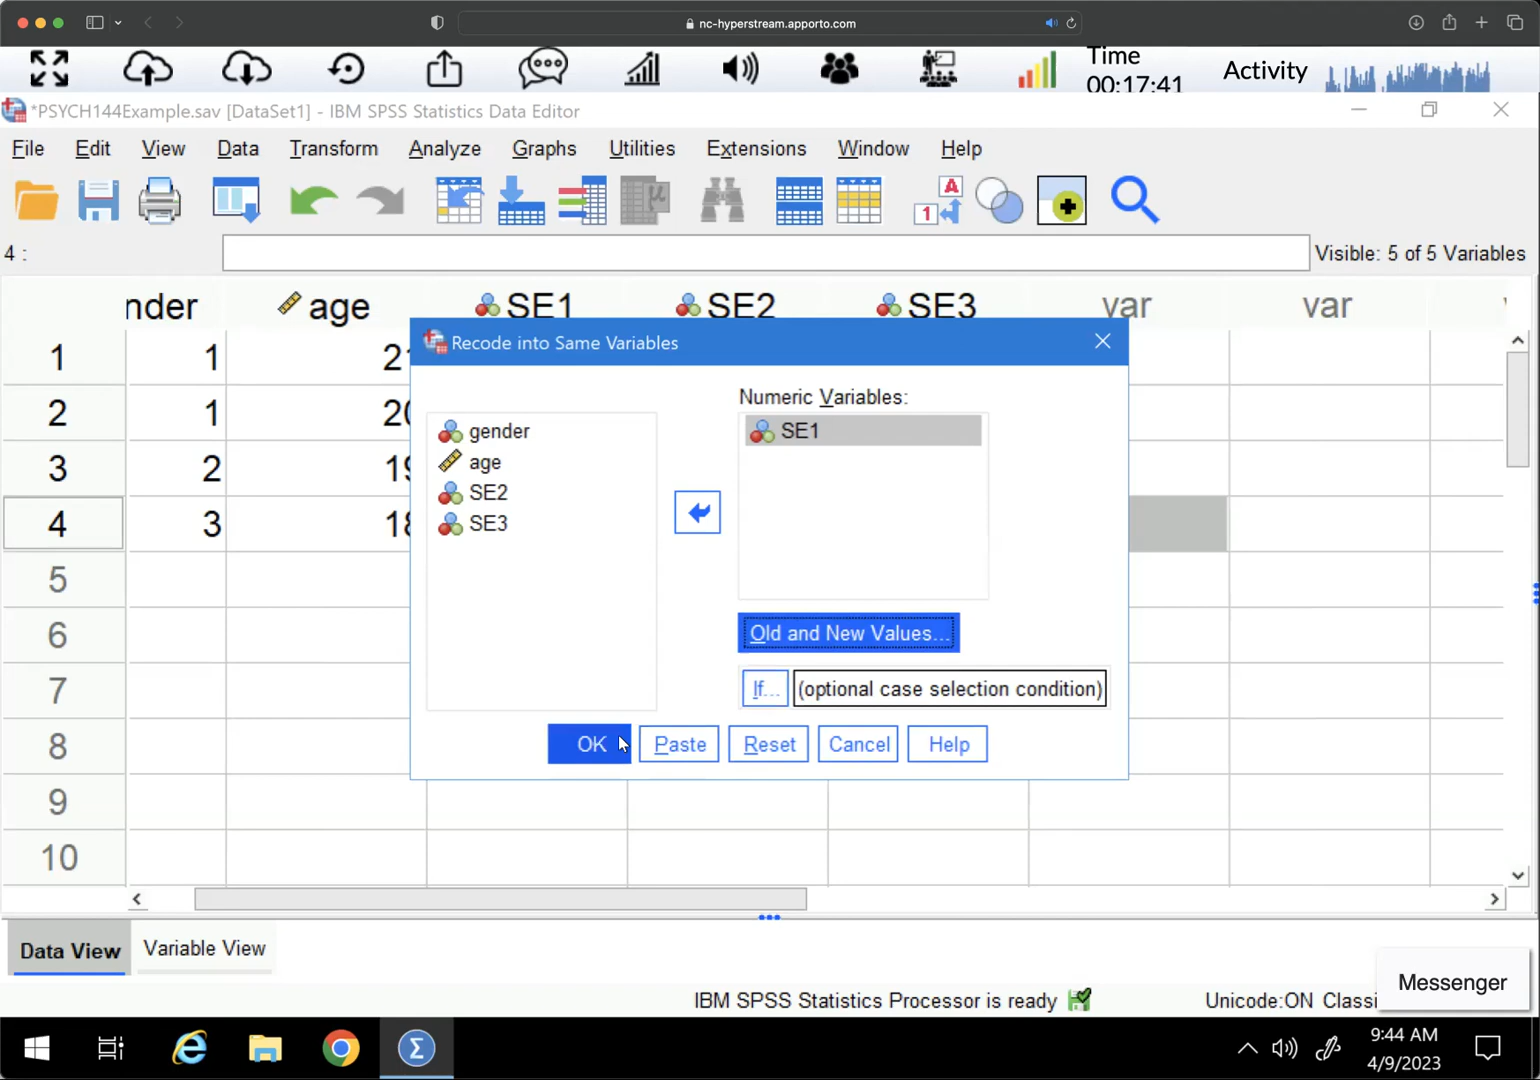 nc-hyperstream.apporto.com
Time
00:17:41
Activity
*PSYCH144Example.sav [DataSet1] - IBM SPSS Statistics Data Editor
File Edit View Data Transform Analyze Graphs Utilities Extensions Window Help
A
1
4 :
Visible: 5 of 5 Variables
nder age SE1 SE2 SE3 var var
1 1
2 1
3 2
4 3
5
6
7
8
9
10
Recode into Same Variables
Numeric Variables:
gender
age
SE2
SE3
SE1
Old and New Values...
If... (optional case selection condition)
OK Paste Reset Cancel Help
Data View Variable View
Messenger
IBM SPSS Statistics Processor is ready Unicode:ON
9:44 AM
4/9/2023